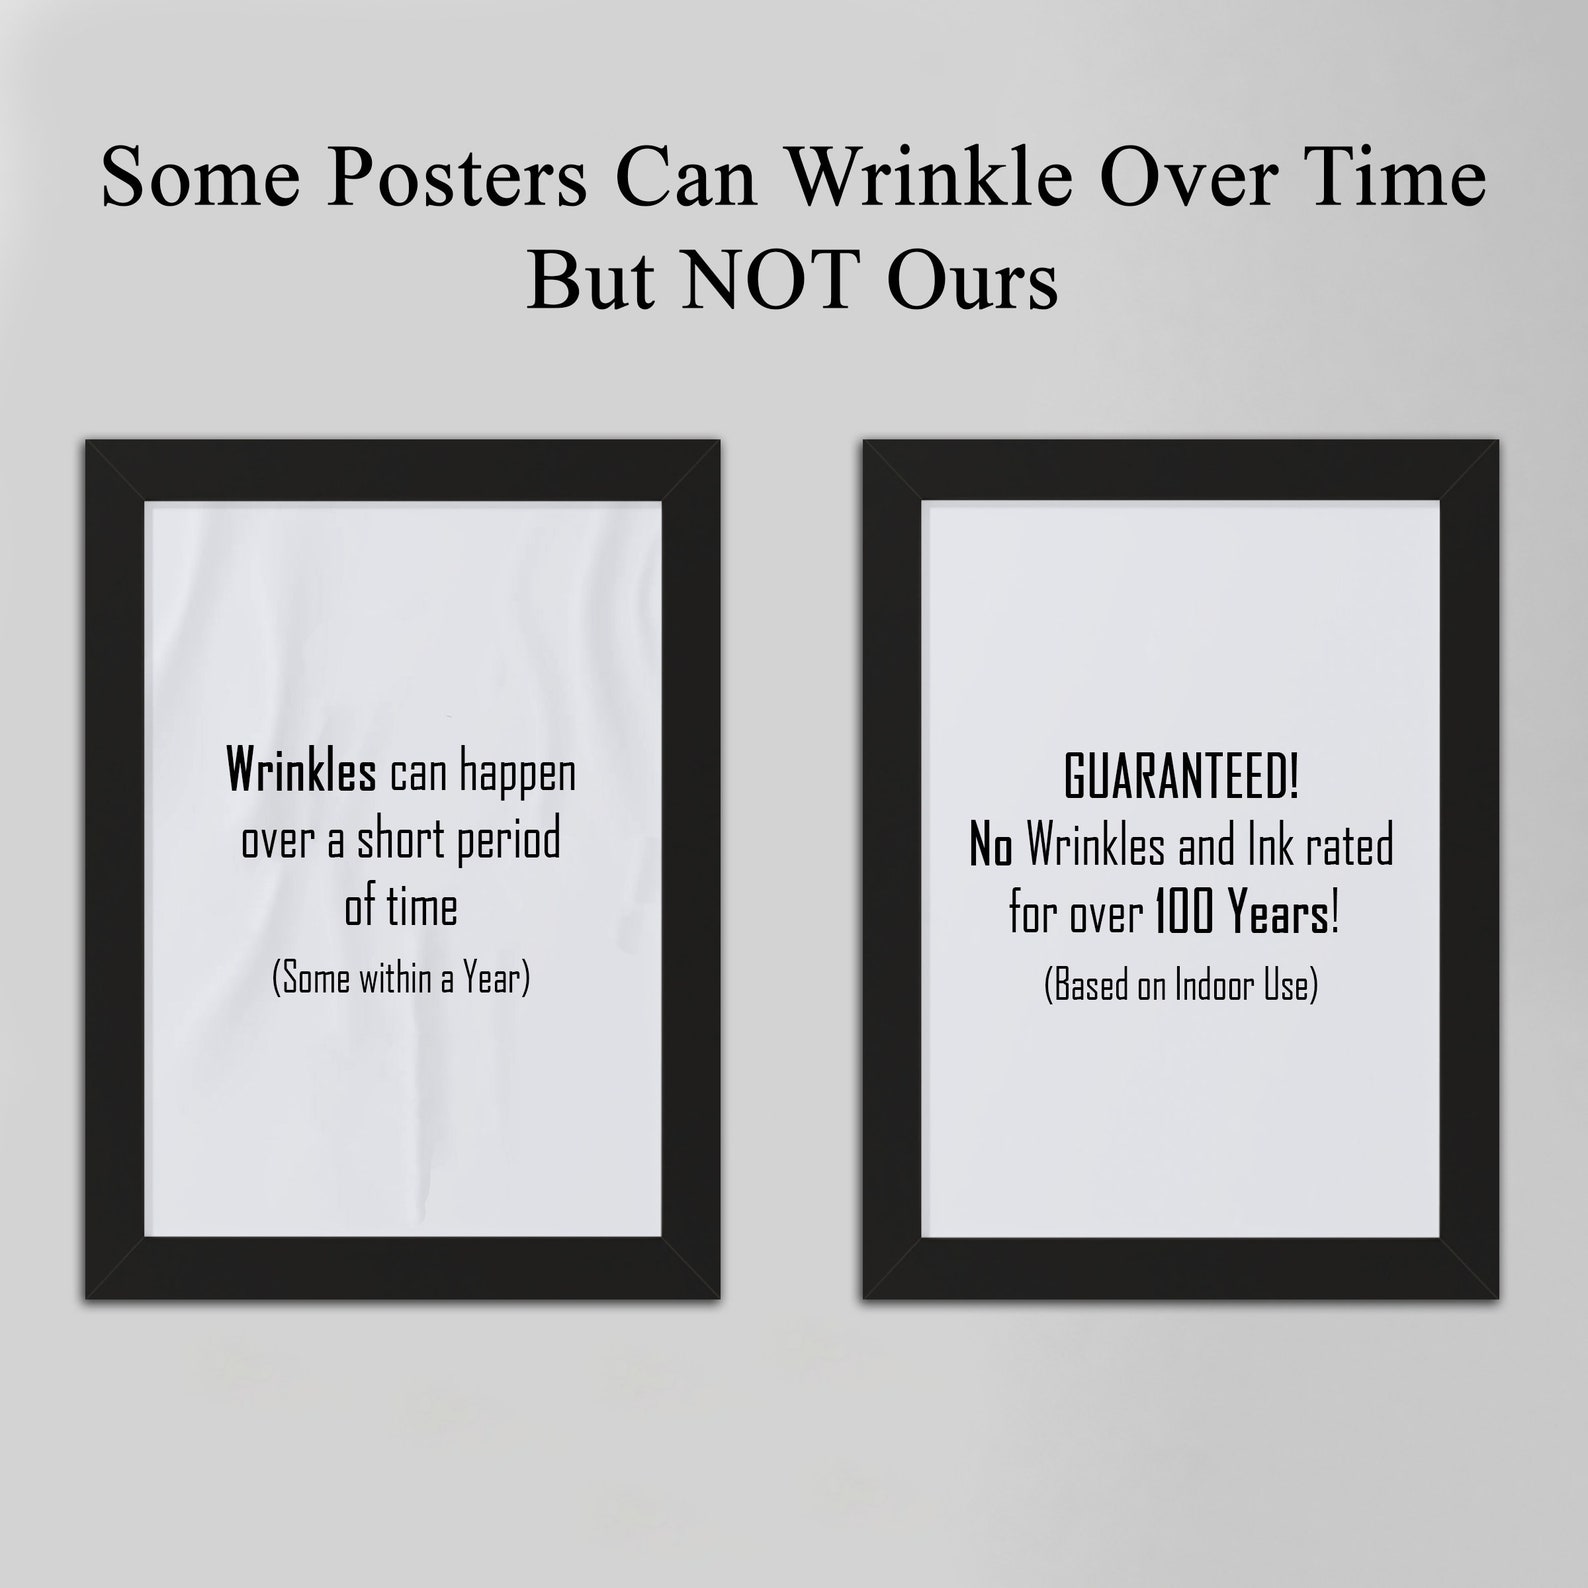 Some Posters Can Wrinkle Over Time
But NOT Ours
Wrinkles can happen
over a short period
of time
(Some within a Year)
GUARANTEED!
No Wrinkles and Ink rated
for over 100 Years!
(Based on Indoor Use)